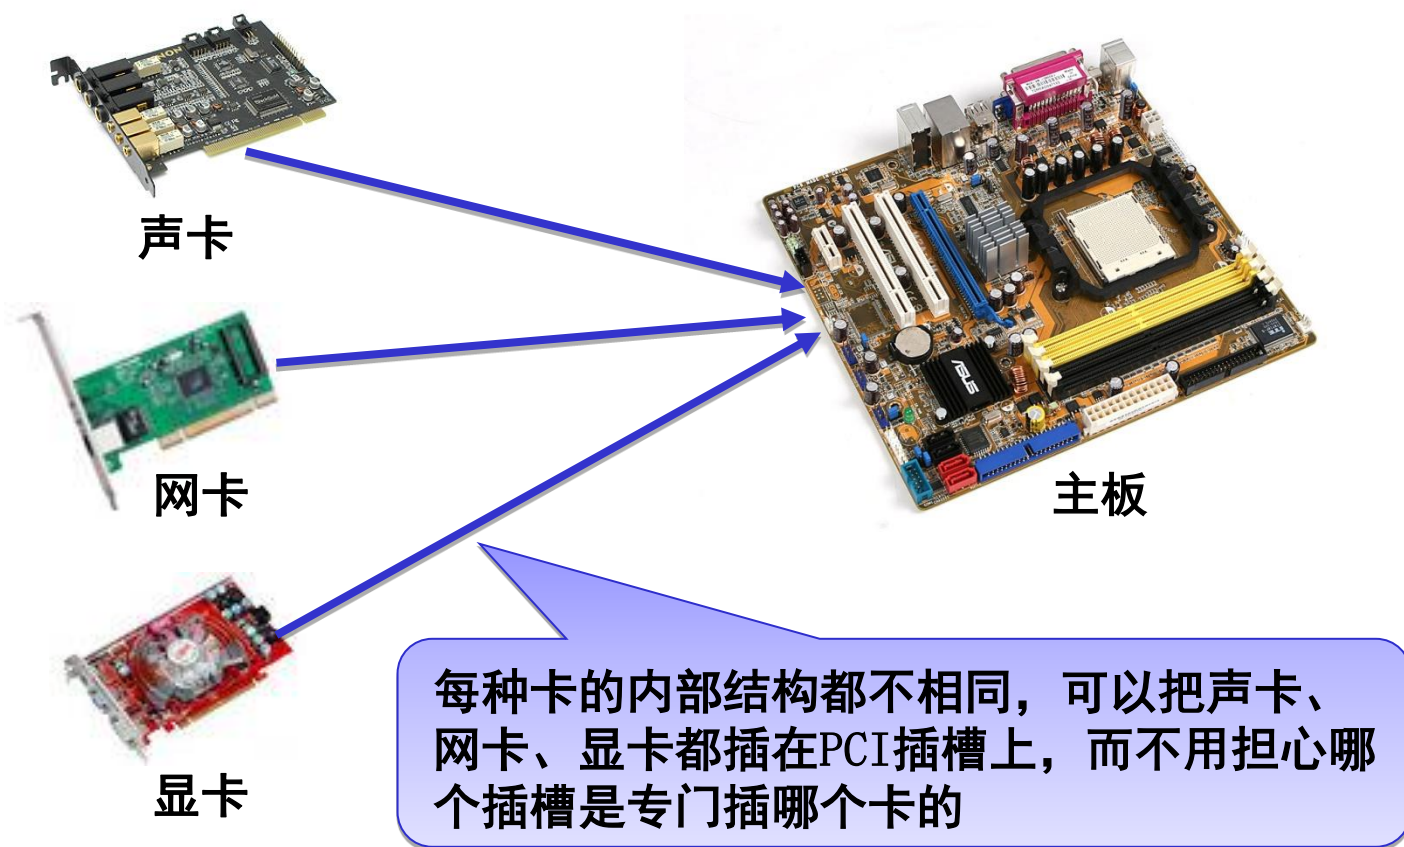 声卡
网卡
显卡
主板
ASUS
每种卡的内部结构都不相同，可以把声卡、
网卡、显卡都插在PCI插槽上，而不用担心哪
个插槽是专门插哪个卡的